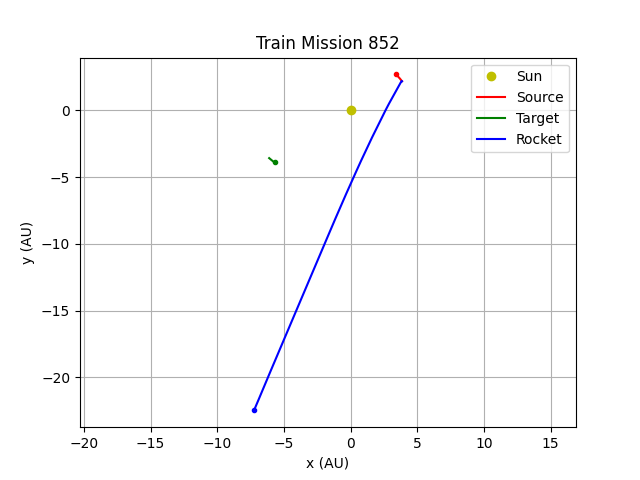 Train Mission 852
Sun
Source
Target
Rocket
0
−5
−10
−15
−20
y (AU)
−20
−15
−10
−5
0
5
10
15
x (AU)